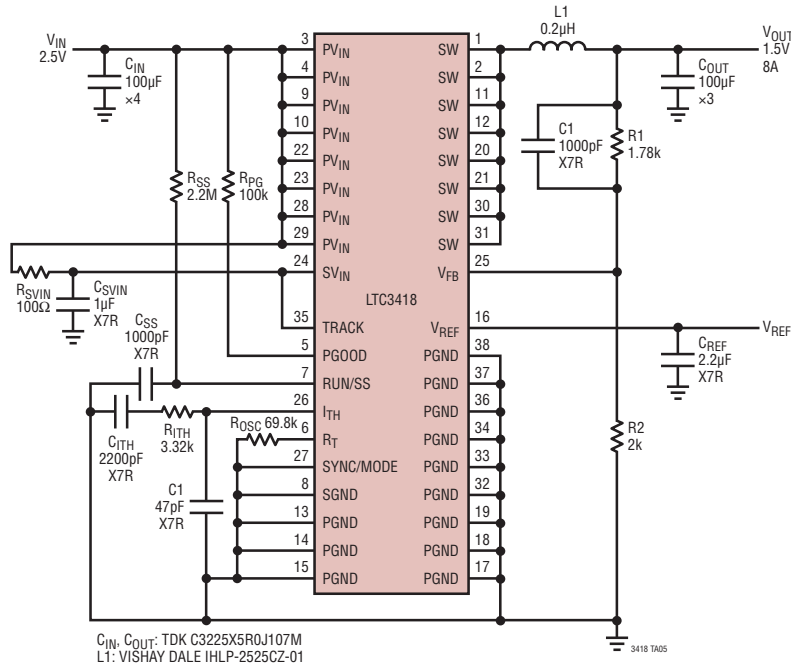 VIN
2.5V
CIN
100µF
×4
RSS
2.2M
RPG
100k
RSVIN
100Ω
CSVIN
1µF
X7R
CSS
1000pF
X7R
CITH
2200pF
X7R
RITH
3.32k
C1
47pF
X7R
ROSC 69.8k
3 PVIN
4 PVIN
9 PVIN
10 PVIN
22 PVIN
23 PVIN
28 PVIN
29 PVIN
24 SVIN
35 TRACK
5 PGOOD
7 RUN/SS
26 ITH
6 RT
27 SYNC/MODE
8 SGND
13 PGND
14 PGND
15 PGND
LTC3418
SW 1
SW 2
SW 11
SW 12
SW 20
SW 21
SW 30
SW 31
VFB 25
VREF 16
PGND 38
PGND 37
PGND 36
PGND 34
PGND 33
PGND 32
PGND 19
PGND 18
PGND 17
L1
0.2µH
VOUT
1.5V
8A
COUT
100µF
×3
C1
1000pF
X7R
R1
1.78k
VREF
CREF
2.2µF
X7R
R2
2k
3418 TA05
CIN, COUT: TDK C3225X5R0J107M
L1: VISHAY DALE IHLP-2525CZ-01